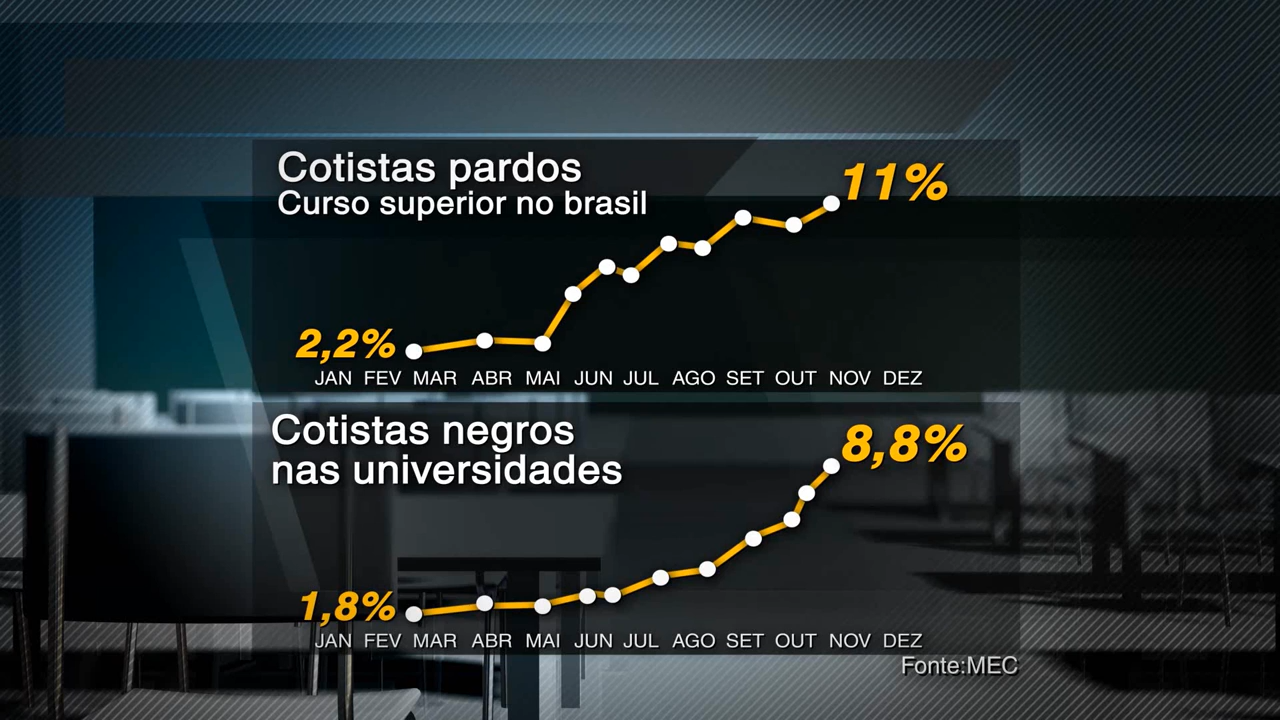 Cotistas pardos
Curso superior no brasil
11%
2,2%
JAN FEV MAR ABR MAI JUN JUL AGO SET OUT NOV DEZ
Cotistas negros
nas universidades
8,8%
1,8%
JAN FEV MAR ABR MAI JUN JUL AGO SET OUT NOV DEZ
Fonte:MEC